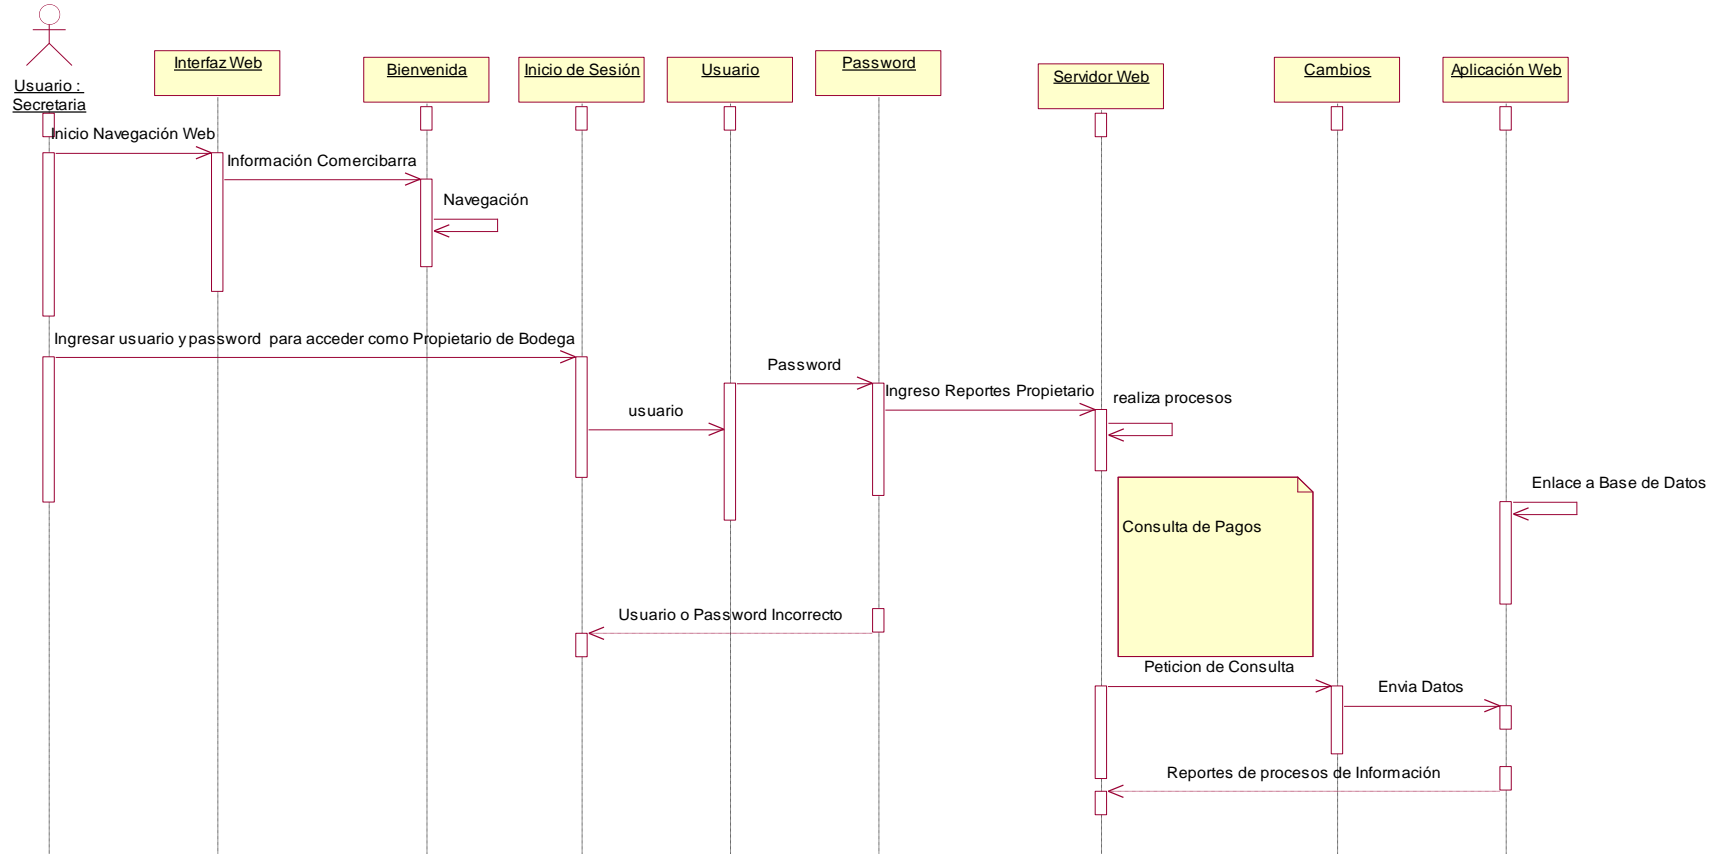 Usuario :
Secretaria
Interfaz Web
Bienvenida
Inicio de Sesión
Usuario
Password
Servidor Web
Cambios
Aplicación Web
Inicio Navegación Web
Información Comercibarra
Navegación
Ingresar usuario y password para acceder como Propietario de Bodega
Password
Ingreso Reportes Propietario
realiza procesos
usuario
Enlace a Base de Datos
Consulta de Pagos
Usuario o Password Incorrecto
Peticion de Consulta
Envia Datos
Reportes de procesos de Información